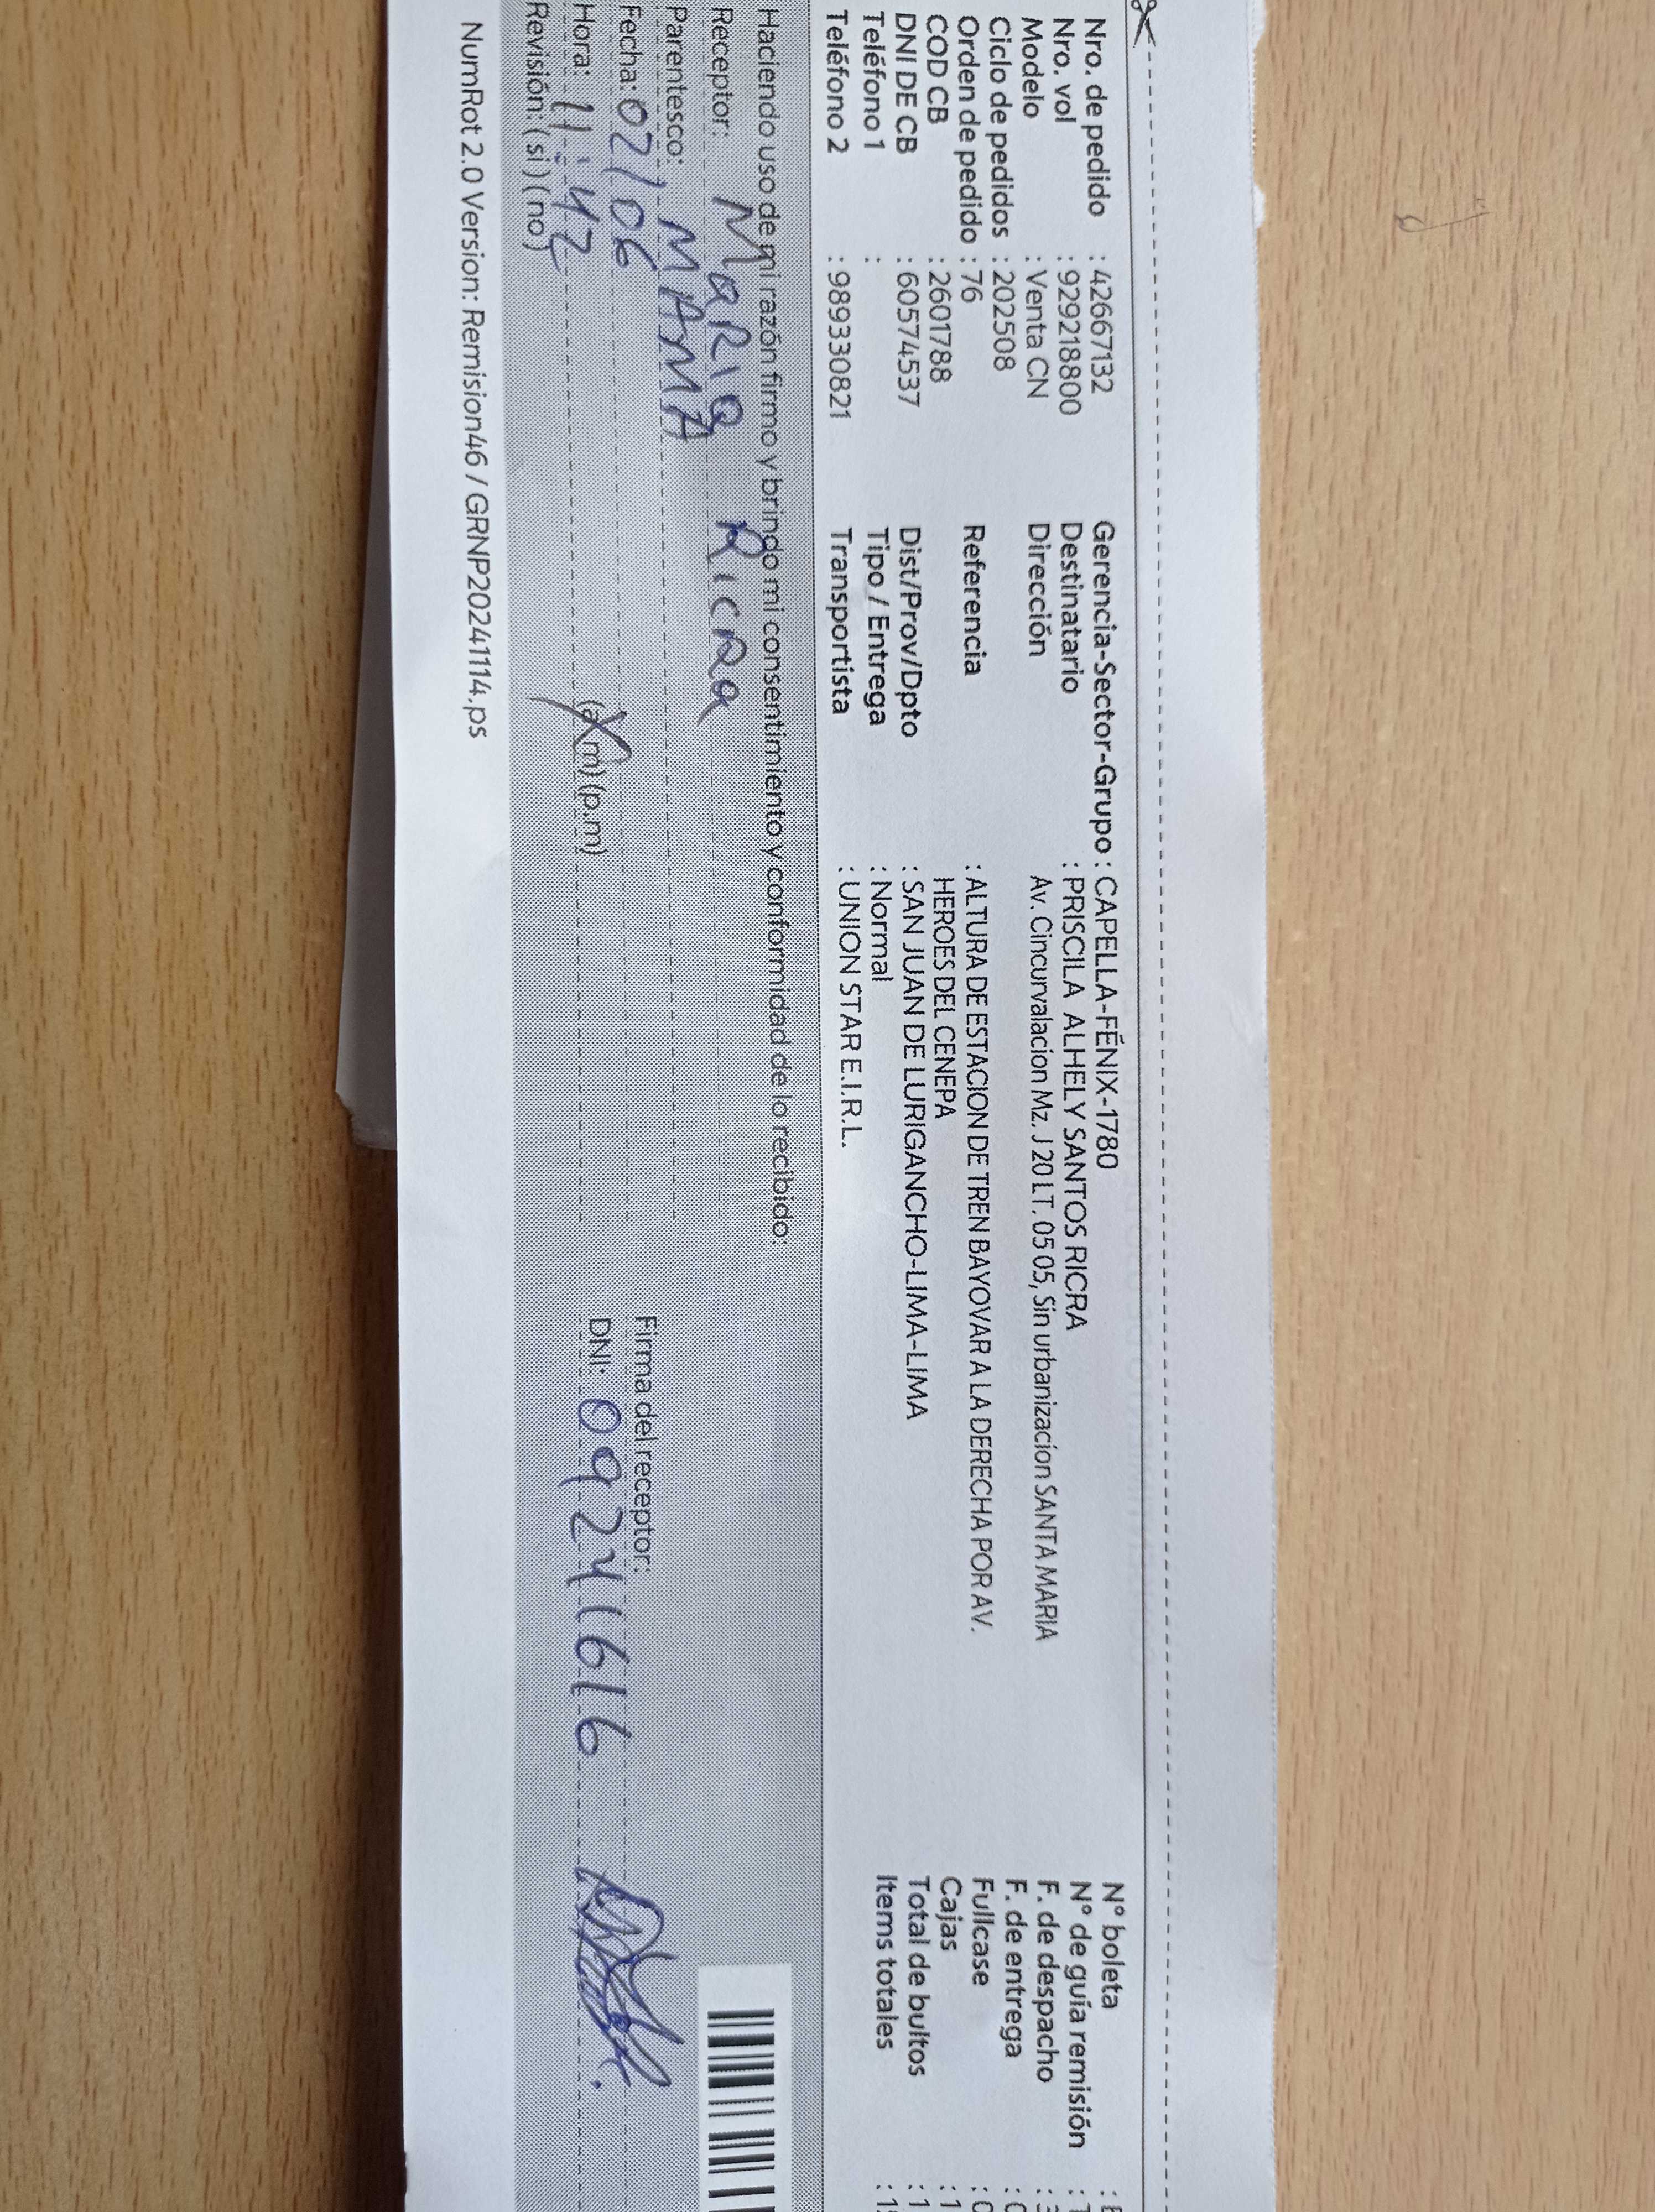 Nro. de pedido : 42667132
Nro. vol : 929218800
Modelo : Venta CN
Ciclo de pedidos : 202508
Orden de pedido : 76
COD CB : 2601788
DNI DE CB : 60574537
Teléfono 1 :
Teléfono 2 : 989330821
Gerencia-Sector-Grupo : CAPELLA-FÉNIX-1780
Destinatario : PRISCILA ALHELY SANTOS RICRA
Dirección Av. Cincurvalacion Mz. J 20 LT. 05 05, Sin urbanizacion SANTA MARIA
Referencia : ALTURA DE ESTACION DE TREN BAYOVAR A LA DERECHA POR AV.
HEROES DEL CENEPA
Dist/Prov/Dpto : SAN JUAN DE LURIGANCHO-LIMA-LIMA
Tipo / Entrega : Normal
Transportista : UNION STAR E.I.R.L.
N° boleta :
N° de guía remisión :
F. de despacho :
F. de entrega :
Fullcase :
Cajas : 1
Total de bultos : 1
Items totales :
Haciendo uso de mi razón firmo y brindo mi consentimiento y conformidad de lo recibido:
Receptor: MaRia RicRa
Parentesco: MAMA
Fecha: 02/06
Hora: 11:42 (a.m) (p.m)
Revisión: (si) (no)
Firma del receptor:
DNI: 09241616
NumRot 2.0 Version: Remision46 / GRNP20241114.ps